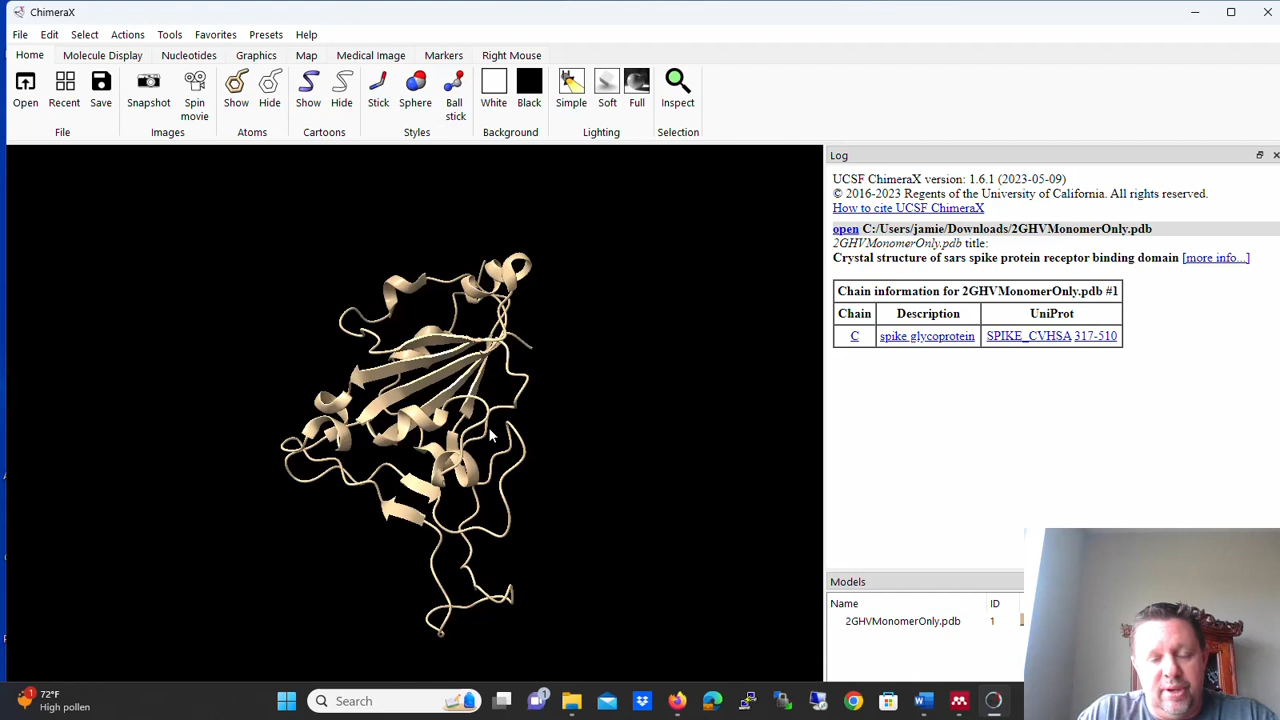 ChimeraX
File Edit Select Actions Tools Favorites Presets Help
Home Molecule Display Nucleotides Graphics Map Medical Image Markers Right Mouse
Open Recent Save Snapshot Spin movie Show Hide Show Hide Stick Sphere Ball stick White Black Simple Soft Full Inspect
File Images Atoms Cartoons Styles Background Lighting Selection
Log
UCSF ChimeraX version: 1.6.1 (2023-05-09)
© 2016-2023 Regents of the University of California. All rights reserved.
How to cite UCSF ChimeraX
open C:/Users/jamie/Downloads/2GHVMonomerOnly.pdb
2GHVMonomerOnly.pdb title:
Crystal structure of sars spike protein receptor binding domain [more info...]
Chain information for 2GHVMonomerOnly.pdb #1
Chain Description UniProt
C spike glycoprotein SPIKE_CVHSA 317-510
Models
Name ID
2GHVMonomerOnly.pdb 1
1 72°F
High pollen
Search
1